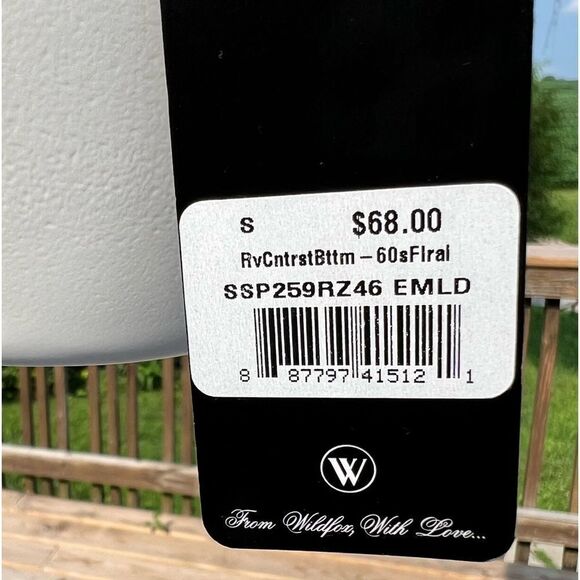 S $68.00
RvCntrstBttm – 60sFlral
SSP259RZ46 EMLD
8 87797 41512 1
W
From Wildfox, With Love...